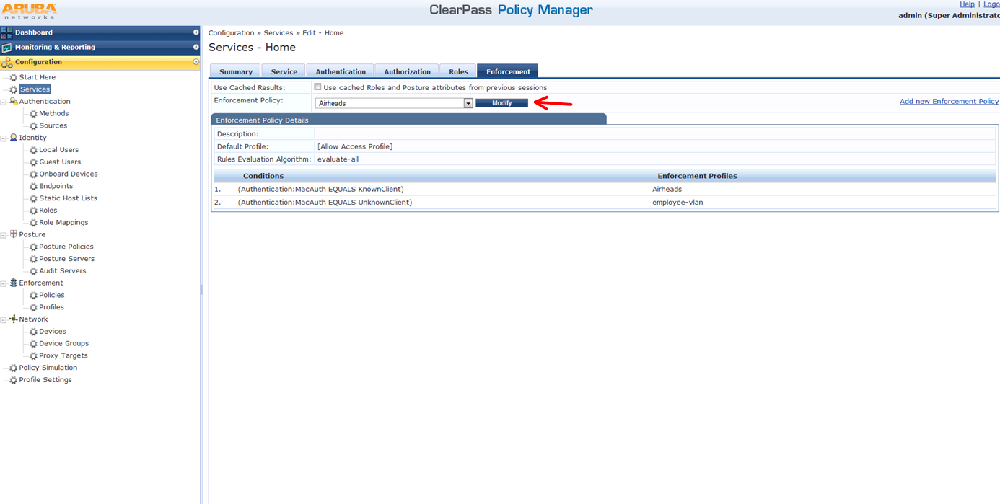 ARUBA
networks
ClearPass Policy Manager
Help | Logo
admin (Super Administrato
Dashboard
Monitoring & Reporting
Configuration
Start Here
Services
Authentication
Methods
Sources
Identity
Local Users
Guest Users
Onboard Devices
Endpoints
Static Host Lists
Roles
Role Mappings
Posture
Posture Policies
Posture Servers
Audit Servers
Enforcement
Policies
Profiles
Network
Devices
Device Groups
Proxy Targets
Policy Simulation
Profile Settings
Configuration » Services » Edit - Home
Services - Home
Summary Service Authentication Authorization Roles Enforcement
Use Cached Results: Use cached Roles and Posture attributes from previous sessions
Enforcement Policy: Airheads Modify Add new Enforcement Policy
Enforcement Policy Details
Description:
Default Profile: [Allow Access Profile]
Rules Evaluation Algorithm: evaluate-all
Conditions Enforcement Profiles
1. (Authentication:MacAuth EQUALS KnownClient) Airheads
2. (Authentication:MacAuth EQUALS UnknownClient) employee-vlan